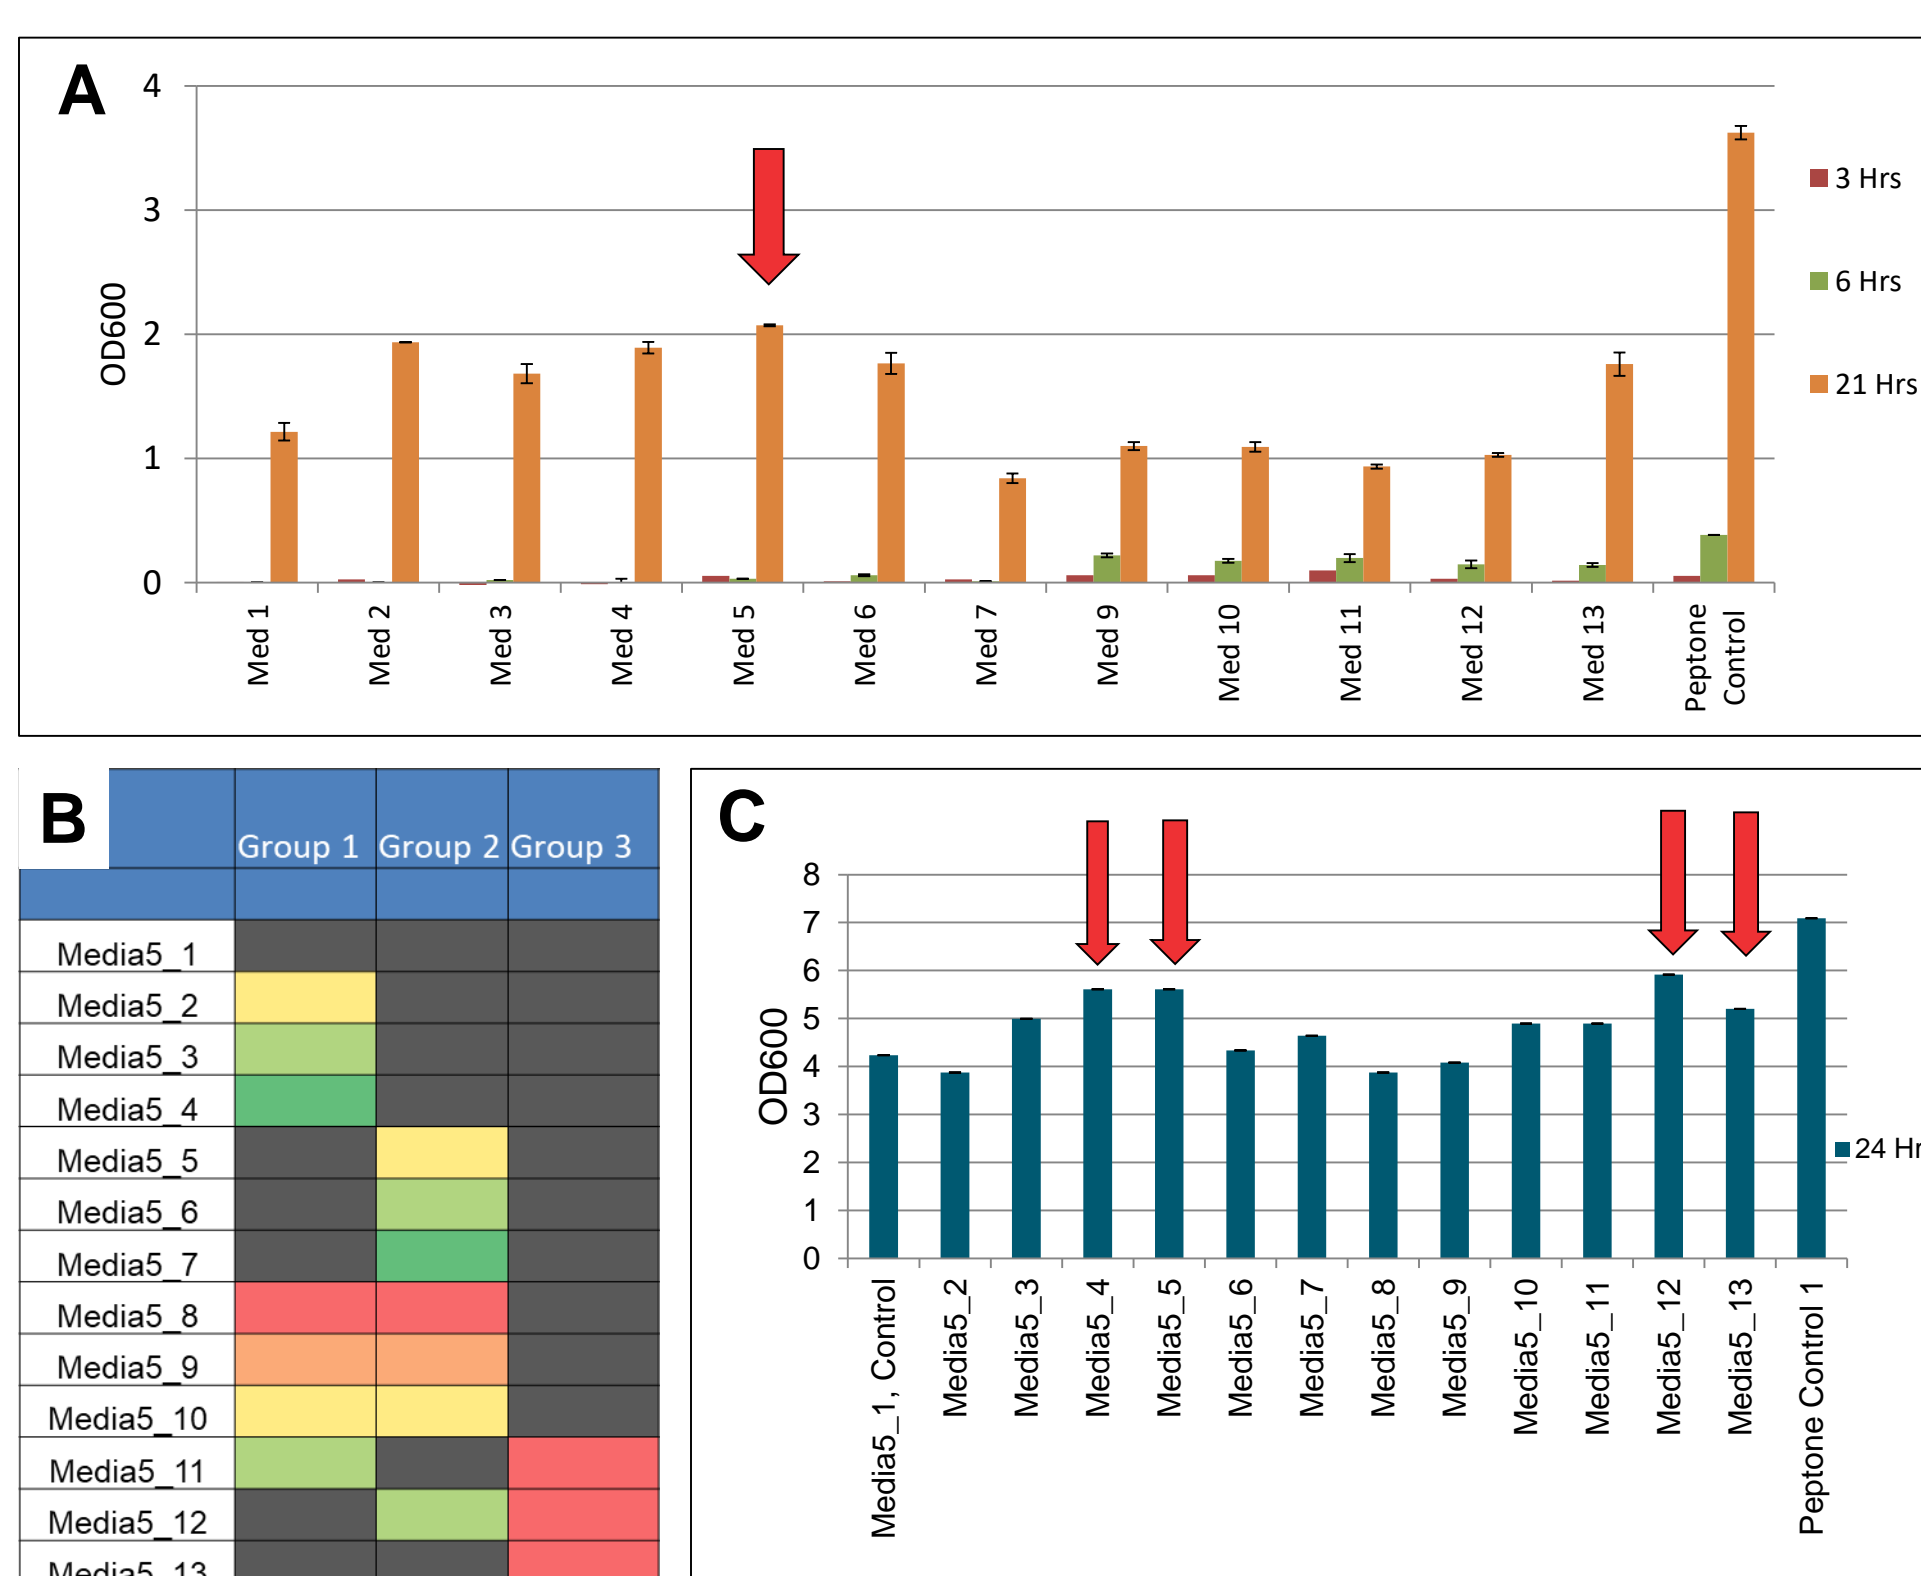 A
4
3
2
1
0
OD600
3 Hrs
6 Hrs
21 Hrs
Med 1
Med 2
Med 3
Med 4
Med 5
Med 6
Med 7
Med 9
Med 10
Med 11
Med 12
Med 13
Peptone
Control
B
Group 1
Group 2
Group 3
Media5_1
Media5_2
Media5_3
Media5_4
Media5_5
Media5_6
Media5_7
Media5_8
Media5_9
Media5_10
Media5_11
Media5_12
Media5_13
C
8
7
6
5
4
3
2
1
0
OD600
24 Hr
Media5_1, Control
Media5_2
Media5_3
Media5_4
Media5_5
Media5_6
Media5_7
Media5_8
Media5_9
Media5_10
Media5_11
Media5_12
Media5_13
Peptone Control 1